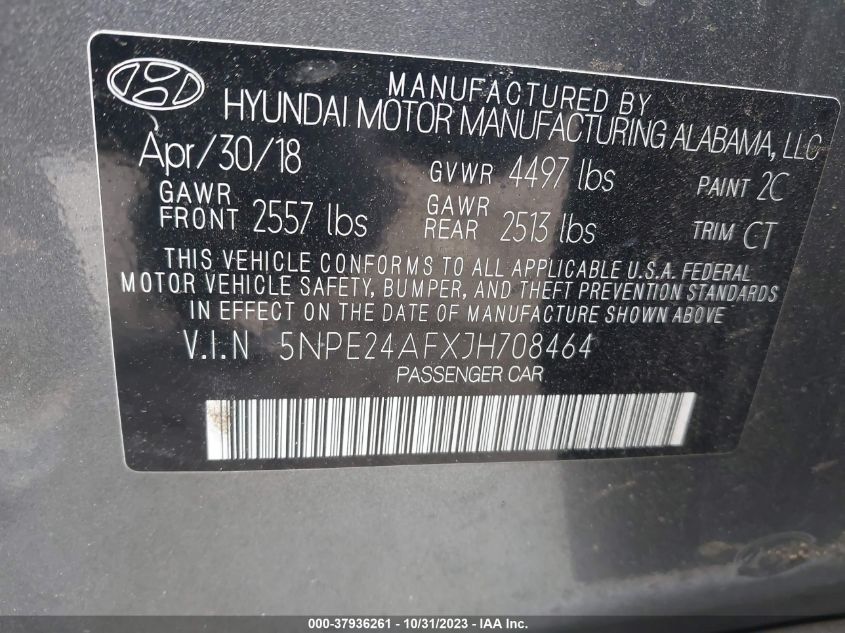 MANUFACTURED BY
HYUNDAI MOTOR MANUFACTURING ALABAMA, LLC
Apr/30/18 GVWR 4497 lbs PAINT 2C
GAWR FRONT 2557 lbs GAWR REAR 2513 lbs TRIM CT
THIS VEHICLE CONFORMS TO ALL APPLICABLE U.S.A. FEDERAL
MOTOR VEHICLE SAFETY, BUMPER, AND THEFT PREVENTION STANDARDS
IN EFFECT ON THE DATE OF MANUFACTURE SHOWN ABOVE.
V.I.N 5NPE24AFXJH708464
PASSENGER CAR
000-37936261 - 10/31/2023 - IAA Inc.